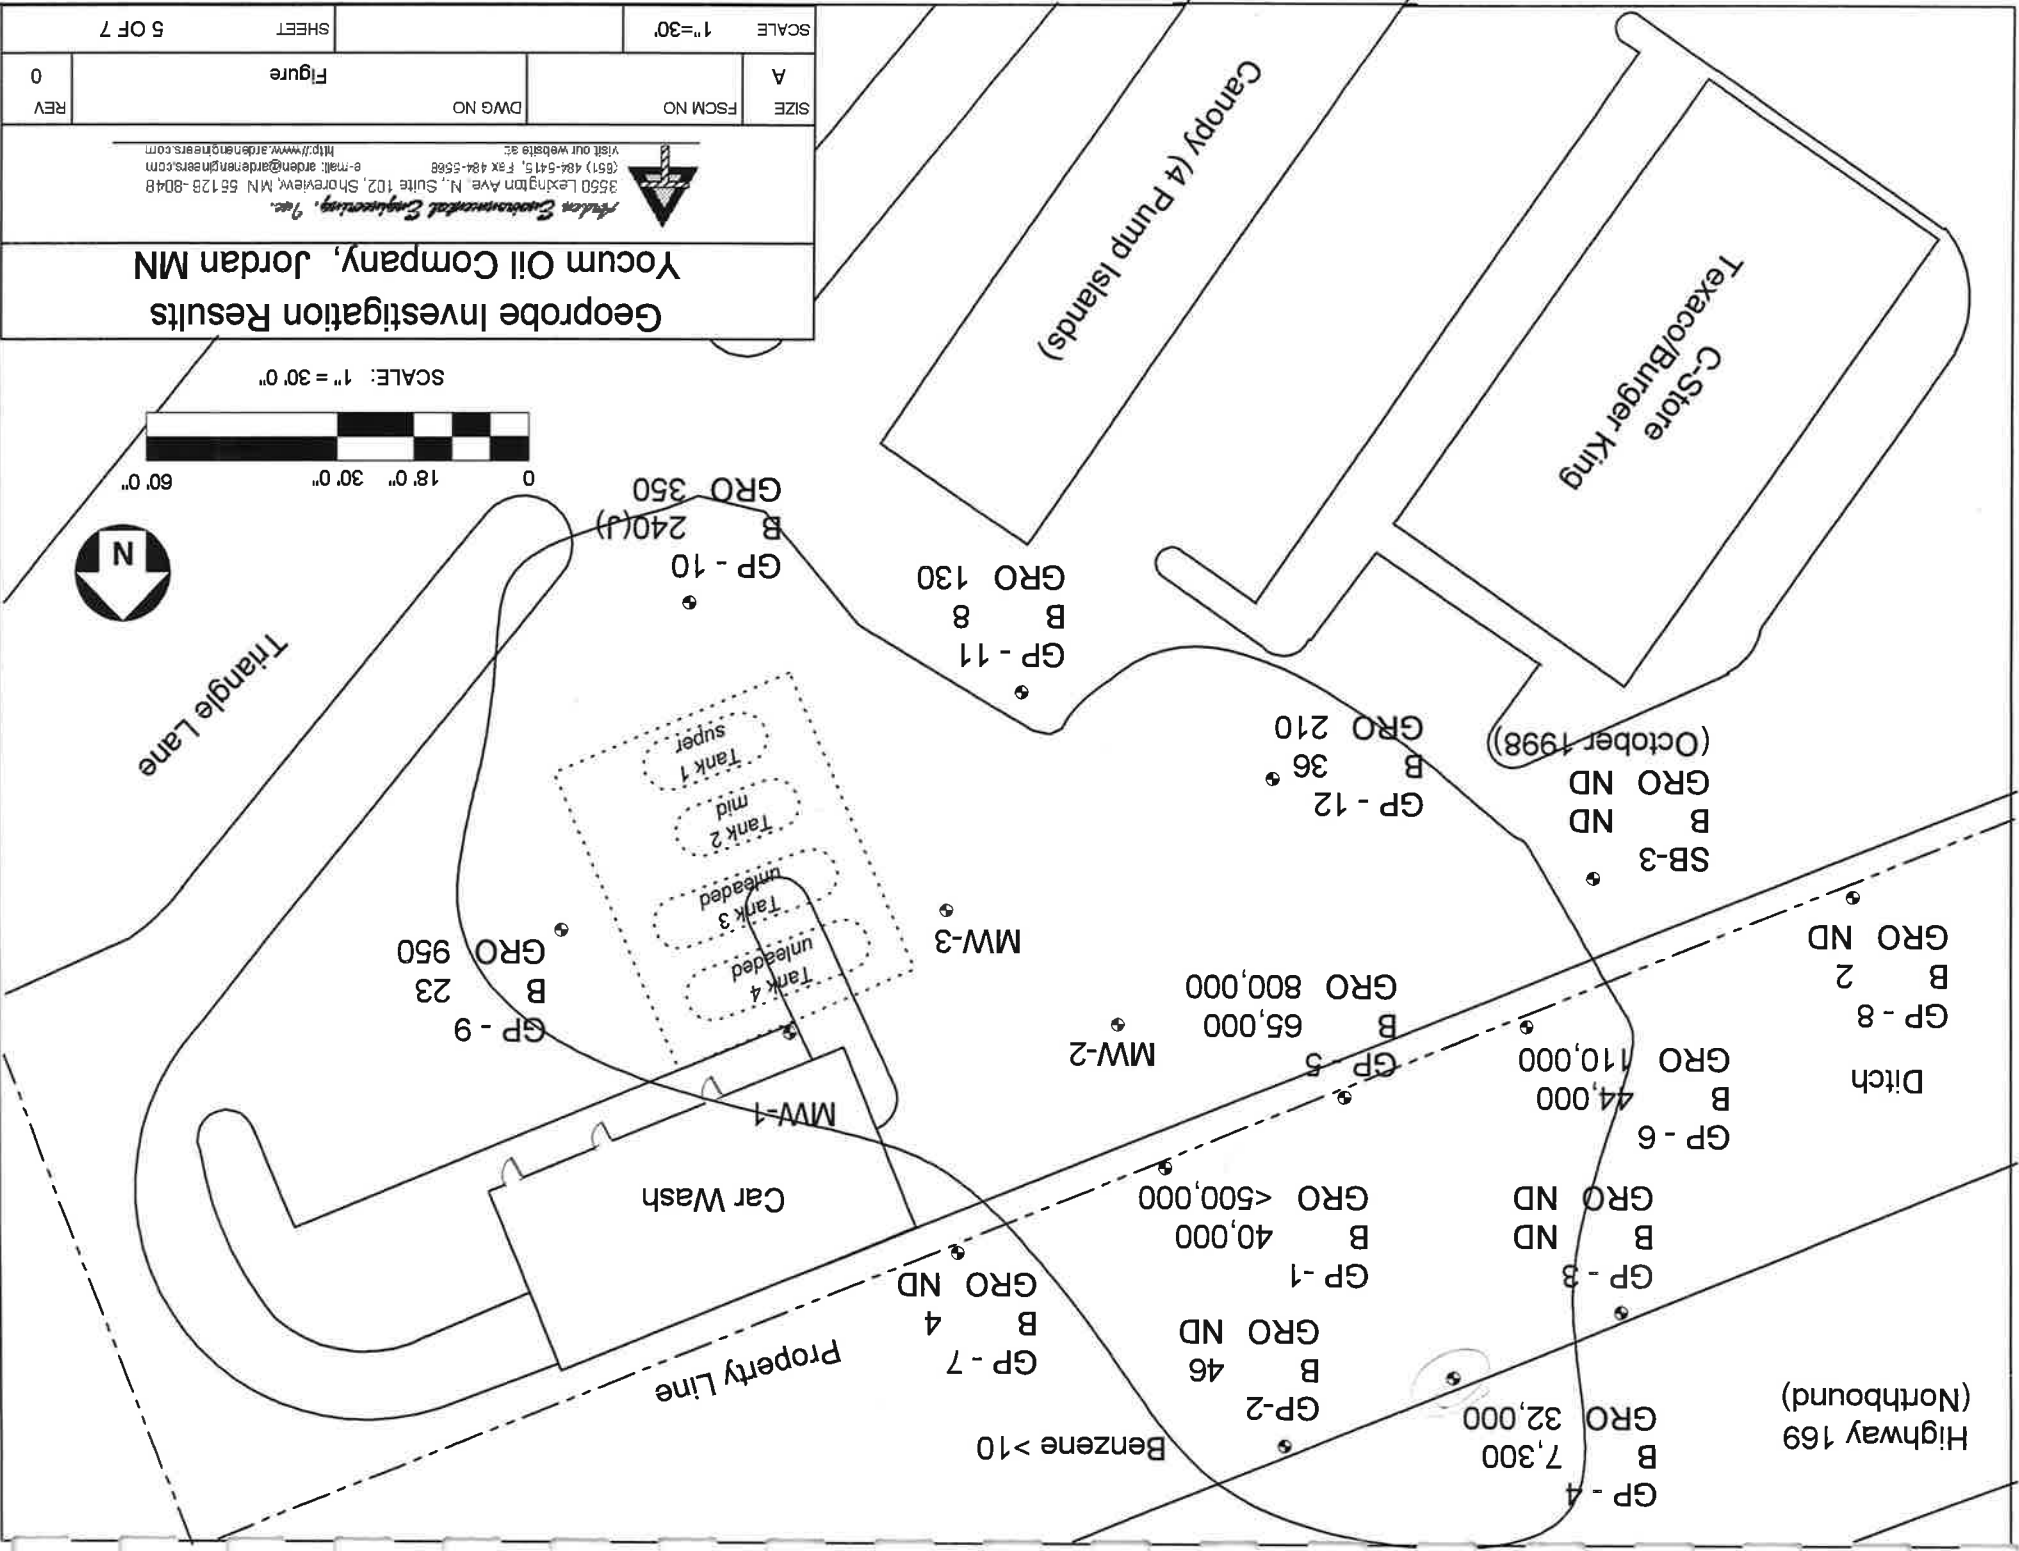 GP - 4
B 7,300
GRO 32,000
Highway 169
(Northbound)
Benzene >10
GP-2
B 46
GRO ND
GP - 3
B ND
GRO ND
GP -1
B 40,000
GRO <500,000
GP - 7
B 4
GRO ND
Property Line
Car Wash
GP - 6
B 44,000
GRO 110,000
Ditch
GP - 8
B 2
GRO ND
MW-1
GP - 5
B 65,000
GRO 800,000
MW-2
MW-3
GP - 9
B 23
GRO 950
Tank 4
unleaded
Tank 3
unleaded
Tank 2
mid
Tank 1
super
SB-3
B ND
GRO ND
(October 1998)
GP - 12
B 36
GRO 210
GP - 11
B 8
GRO 130
GP - 10
B 240(J)
GRO 350
Triangle Lane
N
C-Store
Texaco/Burger King
Canopy (4 Pump Islands)
0 18' 0" 30' 0" 60' 0"
SCALE: 1" = 30' 0"
Geoprobe Investigation Results
Yocum Oil Company, Jordan MN
Arden Environmental Engineering, Inc.
3550 Lexington Ave. N., Suite 102, Shoreview, MN 55126-8048
(651) 484-5415, Fax 484-5568 e-mail: arden@ardenengineers.com
visit our website at: http://www.ardenengineers.com
SIZE FSCM NO DWG NO REV
A Figure 0
SCALE 1"=30' SHEET 5 OF 7